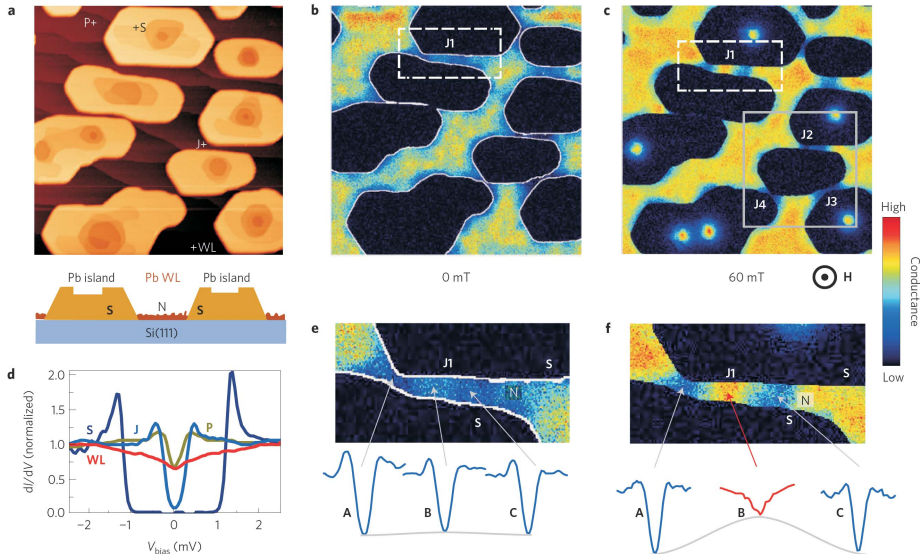 a
P+
+S
J+
+WL
b
J1
0 mT
c
J1
J2
J3
J4
60 mT
H
High
Conductance
Low
Pb island
Pb WL
Pb island
S
N
S
Si(111)
d
dI/dV (normalized)
2.0
1.5
1.0
0.5
0.0
S
J
P
WL
−2
−1
0
1
2
Vbias (mV)
e
J1
S
N
S
A
B
C
f
J1
S
N
S
A
B
C